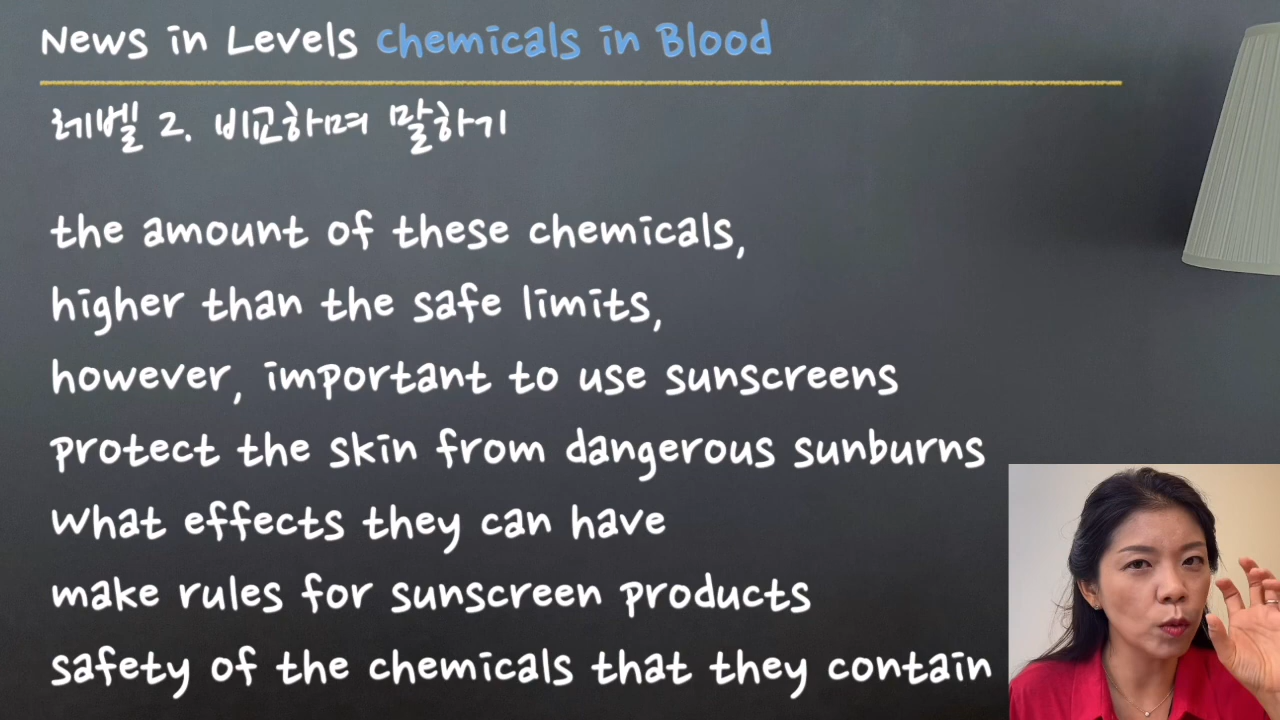 News in Levels Chemicals in Blood
레벨 2. 비교하며 말하기
the amount of these chemicals,
higher than the safe limits,
however, important to use sunscreens
protect the skin from dangerous sunburns
What effects they can have
make rules for sunscreen products
safety of the chemicals that they contain